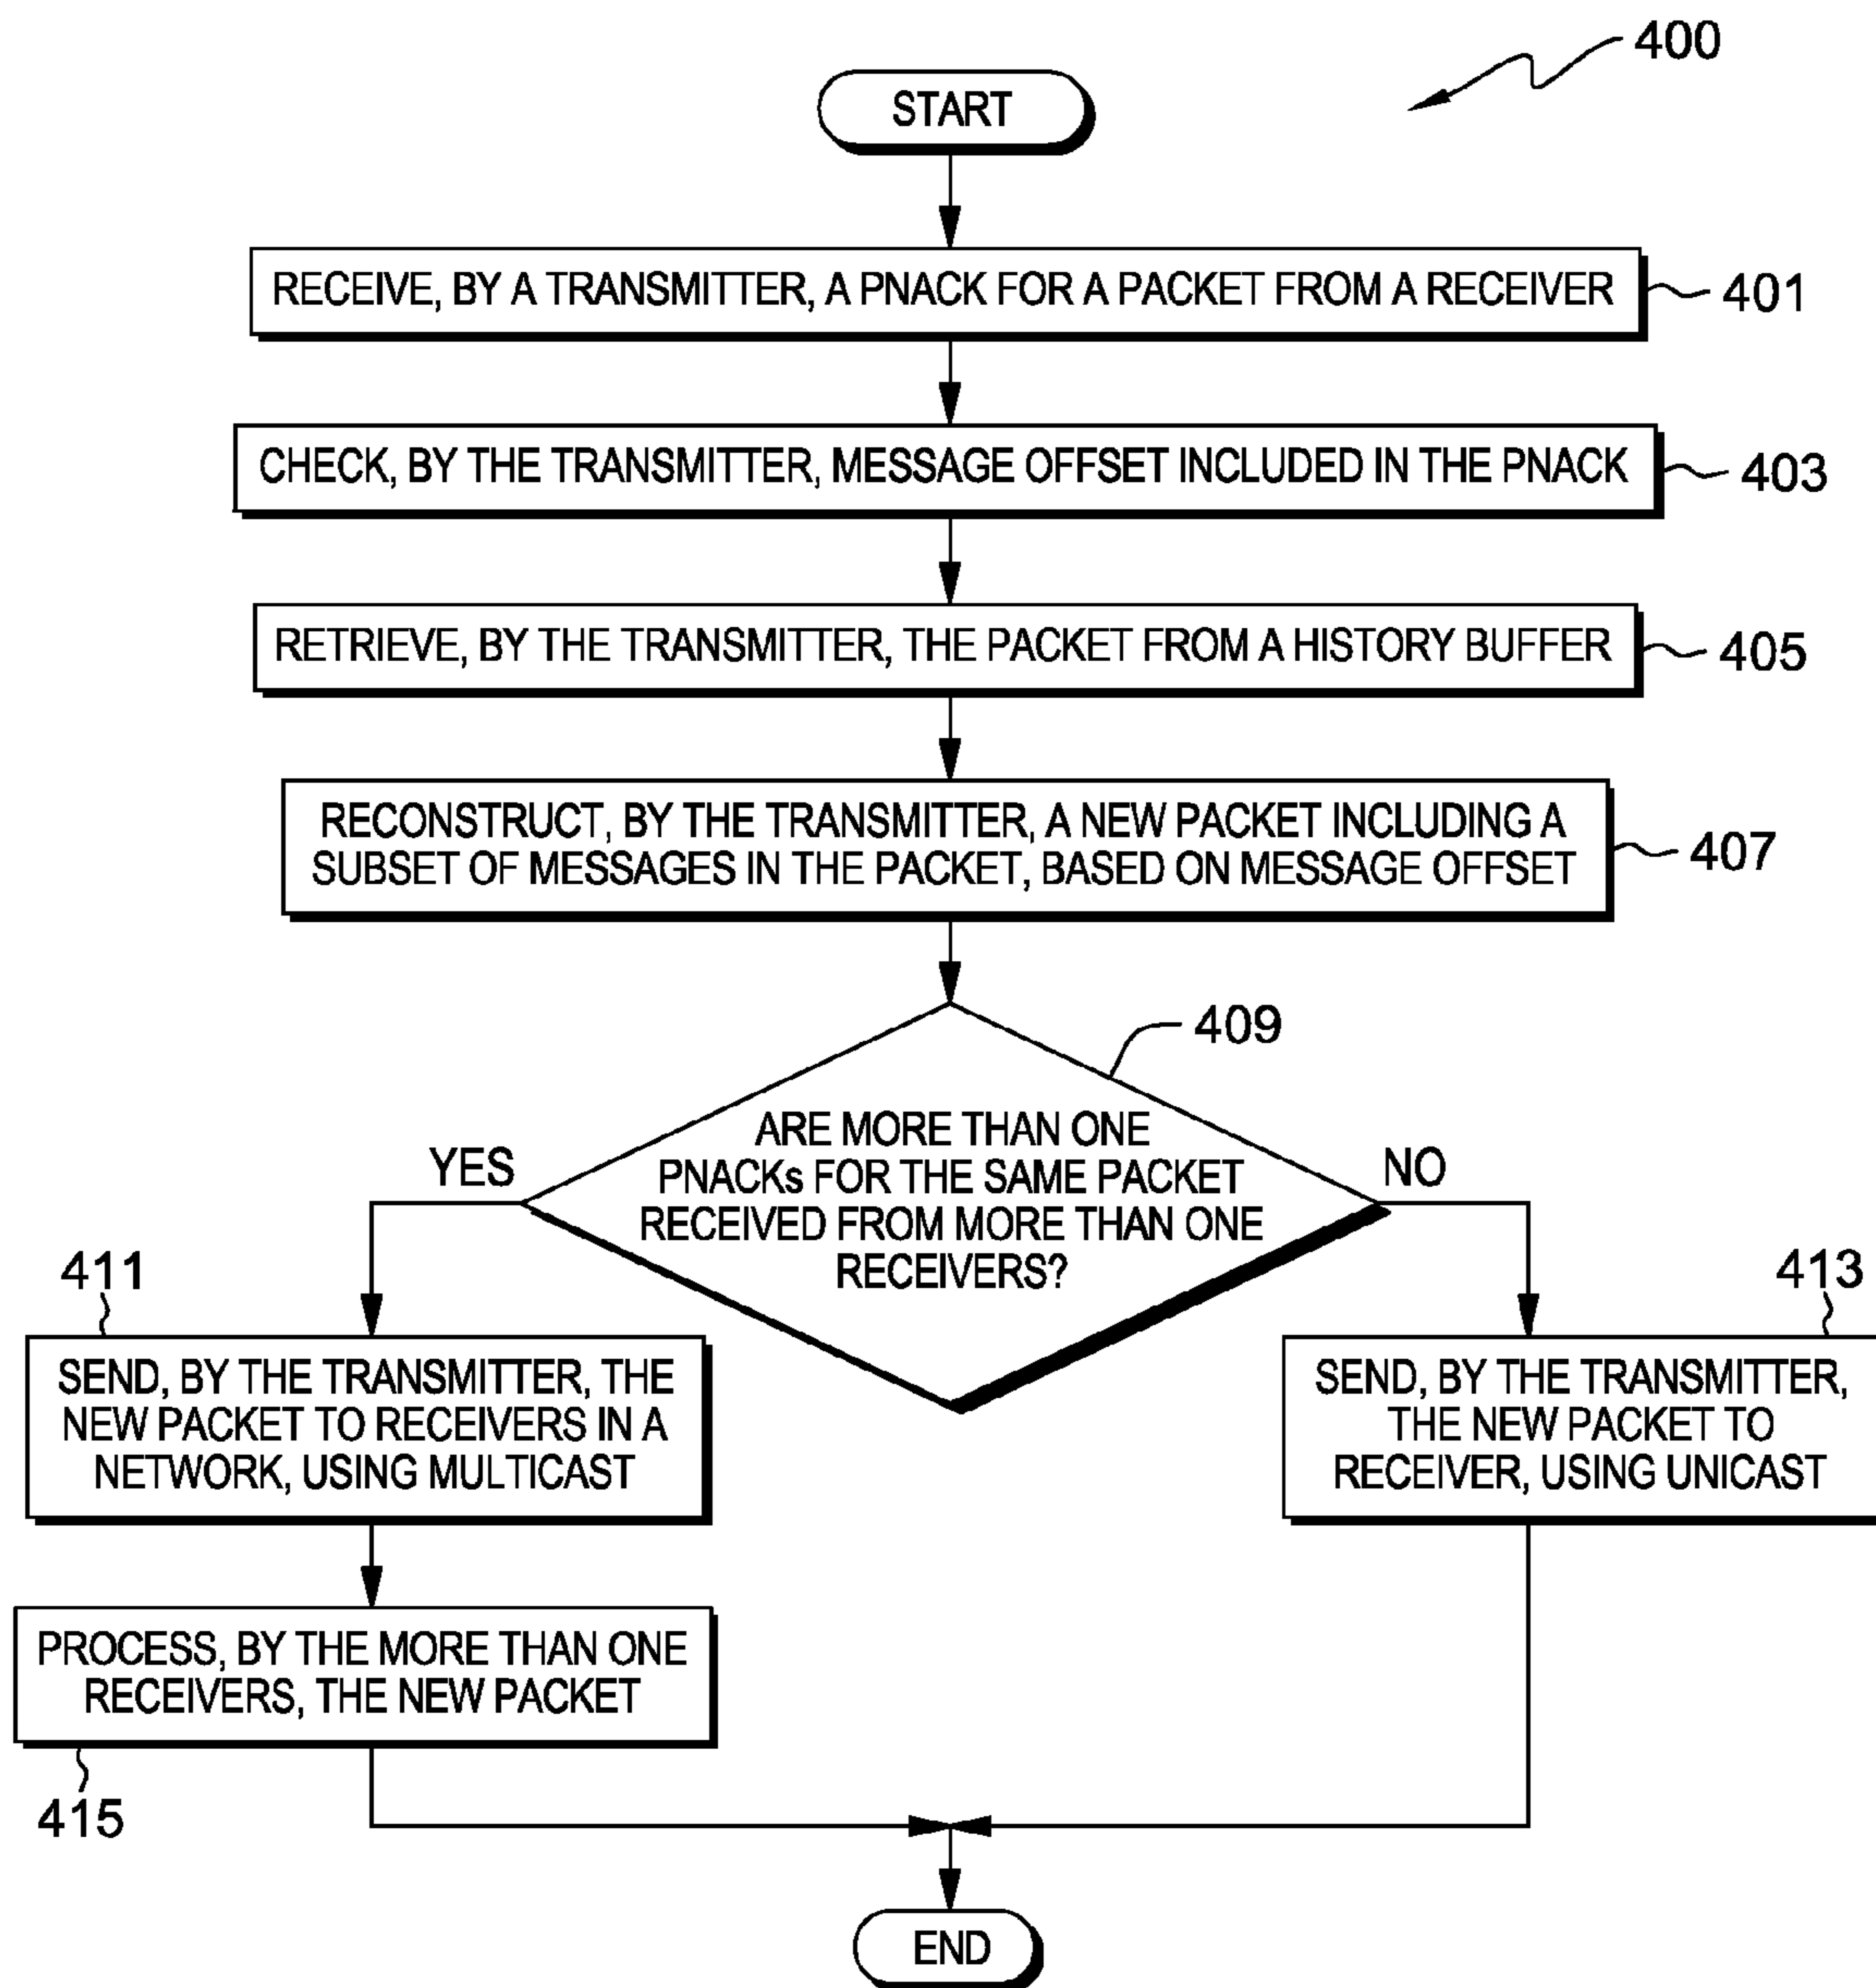 400
START
RECEIVE, BY A TRANSMITTER, A PNACK FOR A PACKET FROM A RECEIVER
401
CHECK, BY THE TRANSMITTER, MESSAGE OFFSET INCLUDED IN THE PNACK
403
RETRIEVE, BY THE TRANSMITTER, THE PACKET FROM A HISTORY BUFFER
405
RECONSTRUCT, BY THE TRANSMITTER, A NEW PACKET INCLUDING A
SUBSET OF MESSAGES IN THE PACKET, BASED ON MESSAGE OFFSET
407
409
ARE MORE THAN ONE
PNACKs FOR THE SAME PACKET
RECEIVED FROM MORE THAN ONE
RECEIVERS?
YES
NO
411
SEND, BY THE TRANSMITTER, THE
NEW PACKET TO RECEIVERS IN A
NETWORK, USING MULTICAST
413
SEND, BY THE TRANSMITTER,
THE NEW PACKET TO
RECEIVER, USING UNICAST
PROCESS, BY THE MORE THAN ONE
RECEIVERS, THE NEW PACKET
415
END